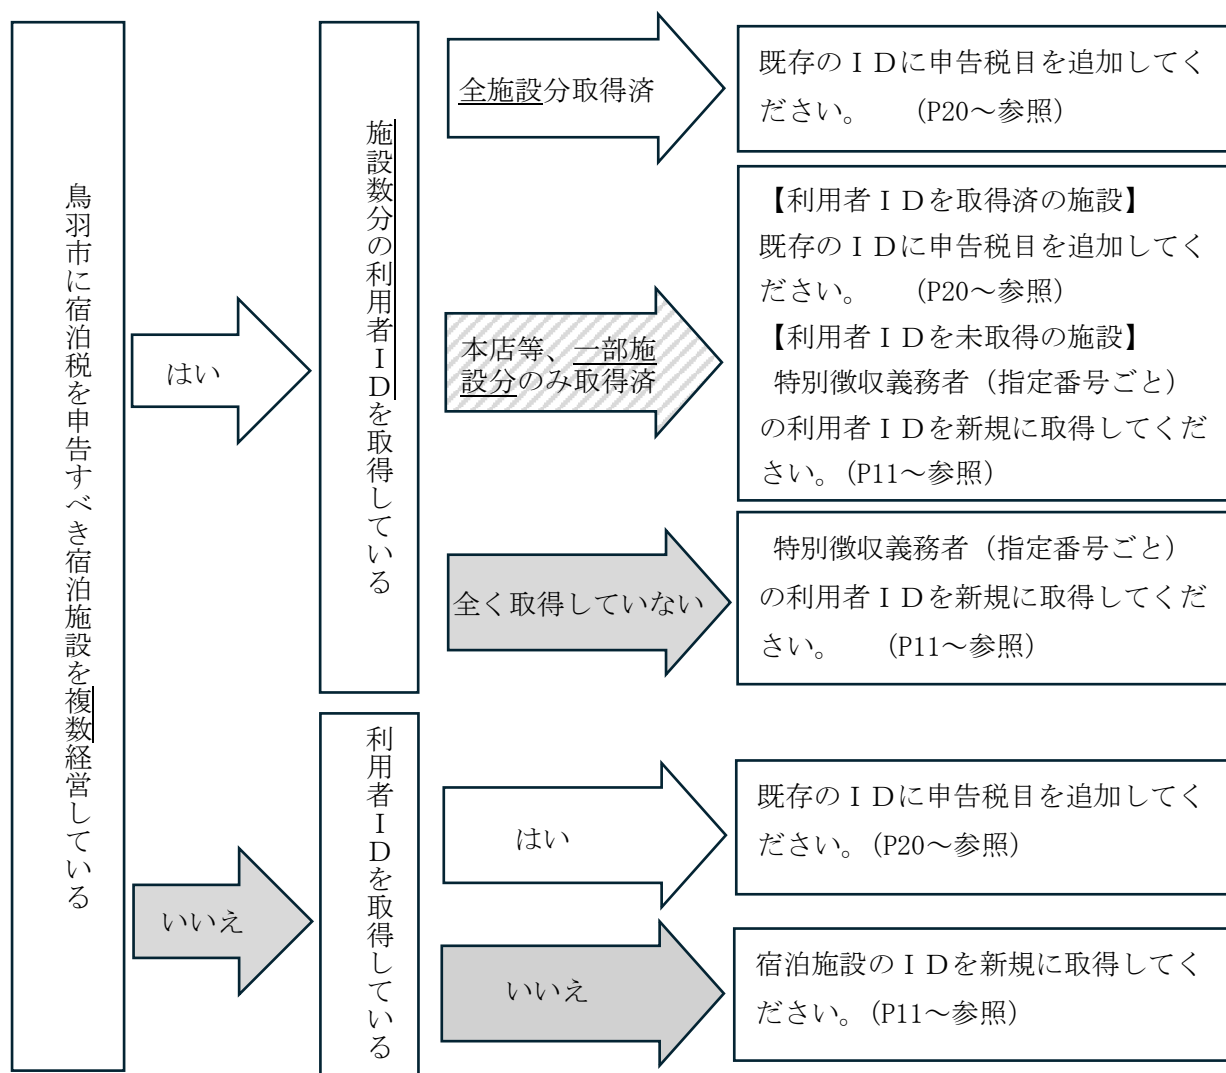 鳥羽市に宿泊税を申告すべき宿泊施設を複数経営している
はい
施設数分の利用者ＩＤを取得している
全施設分取得済
既存のＩＤに申告税目を追加してく
ださい。　（P20～参照）
本店等、一部施
設分のみ取得済
【利用者ＩＤを取得済の施設】
既存のＩＤに申告税目を追加してく
ださい。　（P20～参照）
【利用者ＩＤを未取得の施設】
特別徴収義務者（指定番号ごと）
の利用者ＩＤを新規に取得してくだ
さい。（P11～参照）
全く取得していない
特別徴収義務者（指定番号ごと）
の利用者ＩＤを新規に取得してくだ
さい。　（P11～参照）
いいえ
利用者ＩＤを取得している
はい
既存のＩＤに申告税目を追加してく
ださい。（P20～参照）
いいえ
宿泊施設のＩＤを新規に取得してく
ださい。（P11～参照）